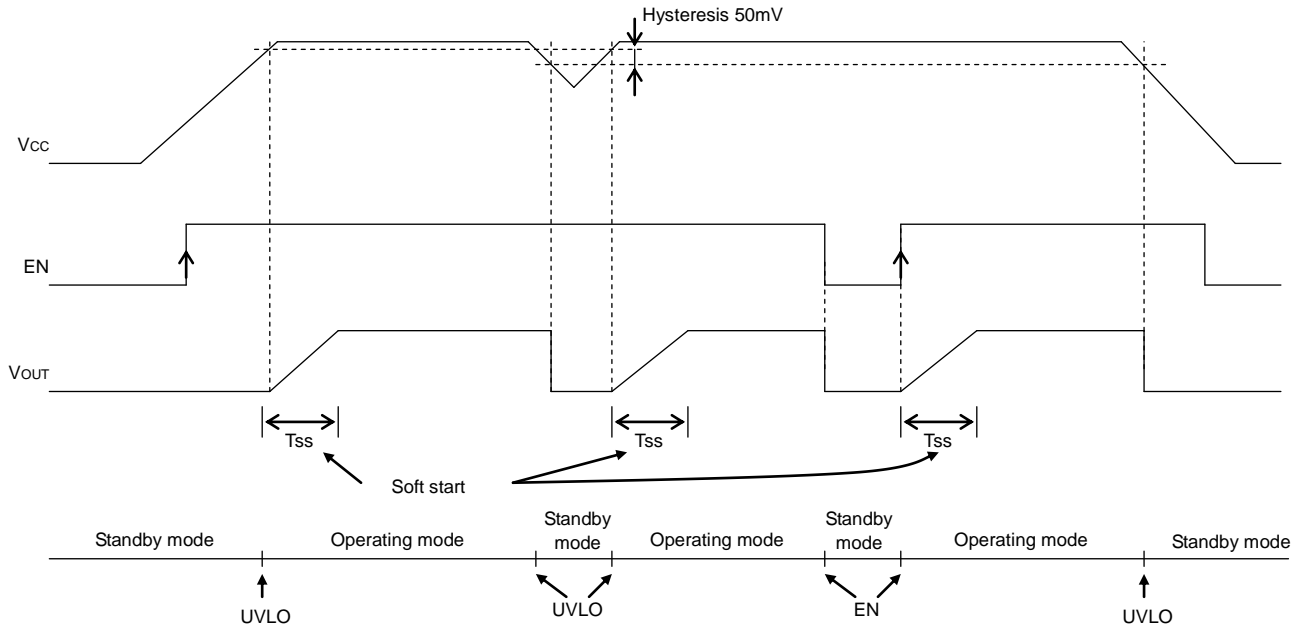 Hysteresis 50mV
VCC
EN
VOUT
Tss
Tss
Tss
Soft start
Standby mode
Operating mode
Standby
mode
Operating mode
Standby
mode
Operating mode
Standby mode
UVLO
UVLO
EN
UVLO